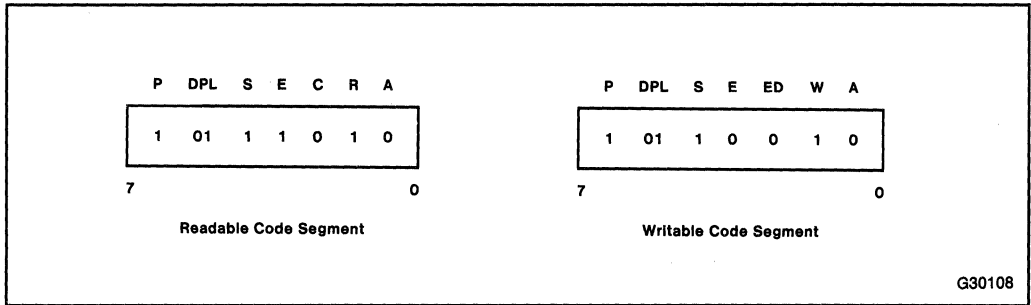 P DPL S E C R A
1 01 1 1 0 1 0
7 0
Readable Code Segment
P DPL S E ED W A
1 01 1 0 0 1 0
7 0
Writable Code Segment
G30108